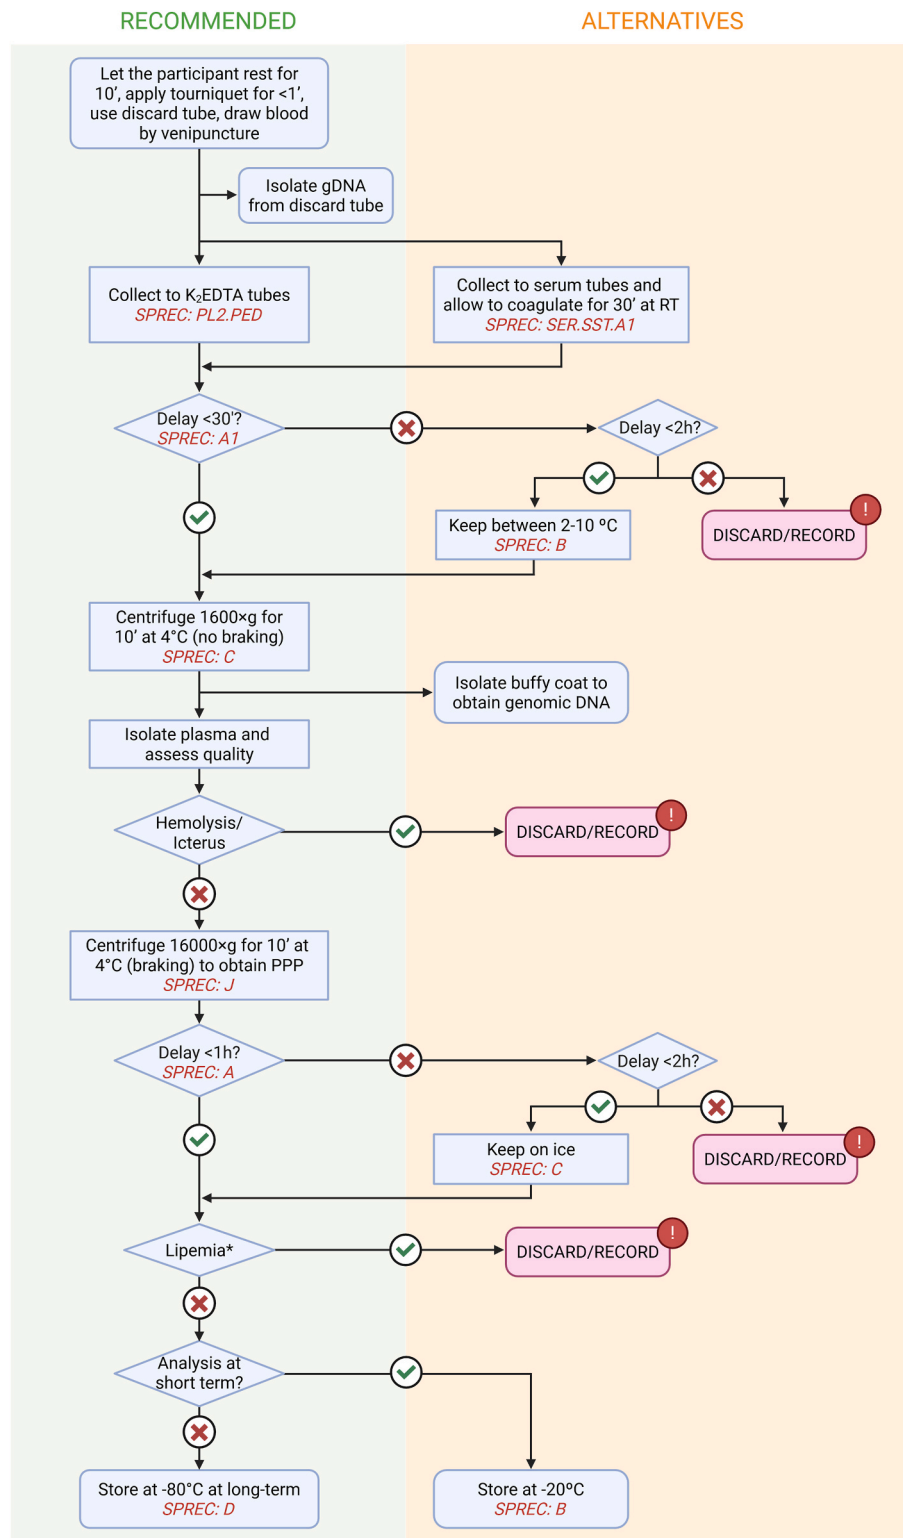 RECOMMENDED
ALTERNATIVES
Let the participant rest for
10’, apply tourniquet for <1’,
use discard tube, draw blood
by venipuncture
Isolate gDNA
from discard tube
Collect to K₂EDTA tubes
SPREC: PL2.PED
Collect to serum tubes and
allow to coagulate for 30’ at RT
SPREC: SER.SST.A1
Delay <30'?
SPREC: A1
Delay <2h?
Keep between 2-10 ºC
SPREC: B
!
DISCARD/RECORD
Centrifuge 1600×g for
10’ at 4°C (no braking)
SPREC: C
Isolate buffy coat to
obtain genomic DNA
Isolate plasma and
assess quality
Hemolysis/
Icterus
!
DISCARD/RECORD
Centrifuge 16000×g for 10’ at
4°C (braking) to obtain PPP
SPREC: J
Delay <1h?
SPREC: A
Delay <2h?
Keep on ice
SPREC: C
!
DISCARD/RECORD
Lipemia*
!
DISCARD/RECORD
Analysis at
short term?
Store at -80°C at long-term
SPREC: D
Store at -20ºC
SPREC: B